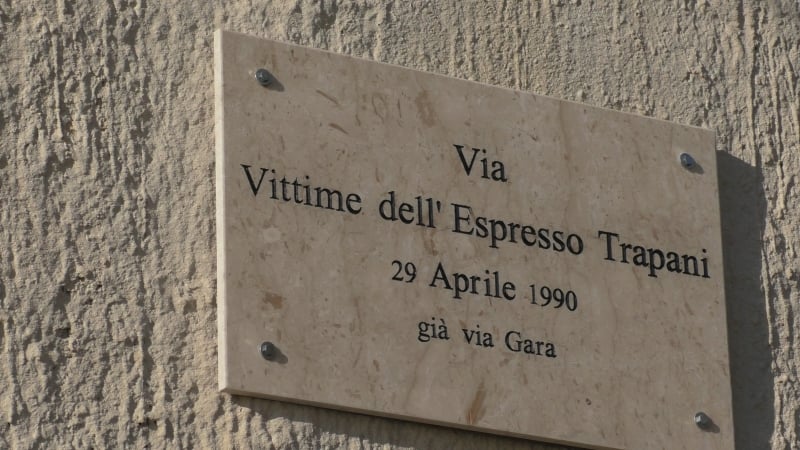 Via
Vittime dell' Espresso Trapani
29 Aprile 1990
già via Gara